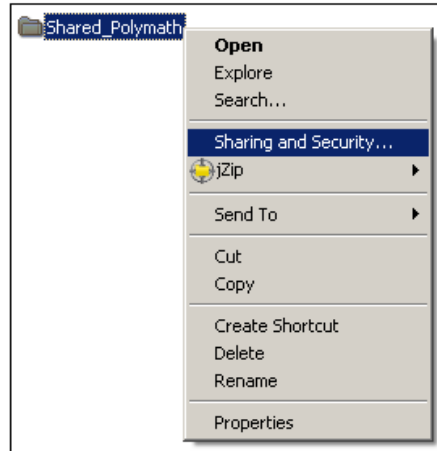 Shared_Polymath
Open
Explore
Search...
Sharing and Security...
jZip
Send To
Cut
Copy
Create Shortcut
Delete
Rename
Properties